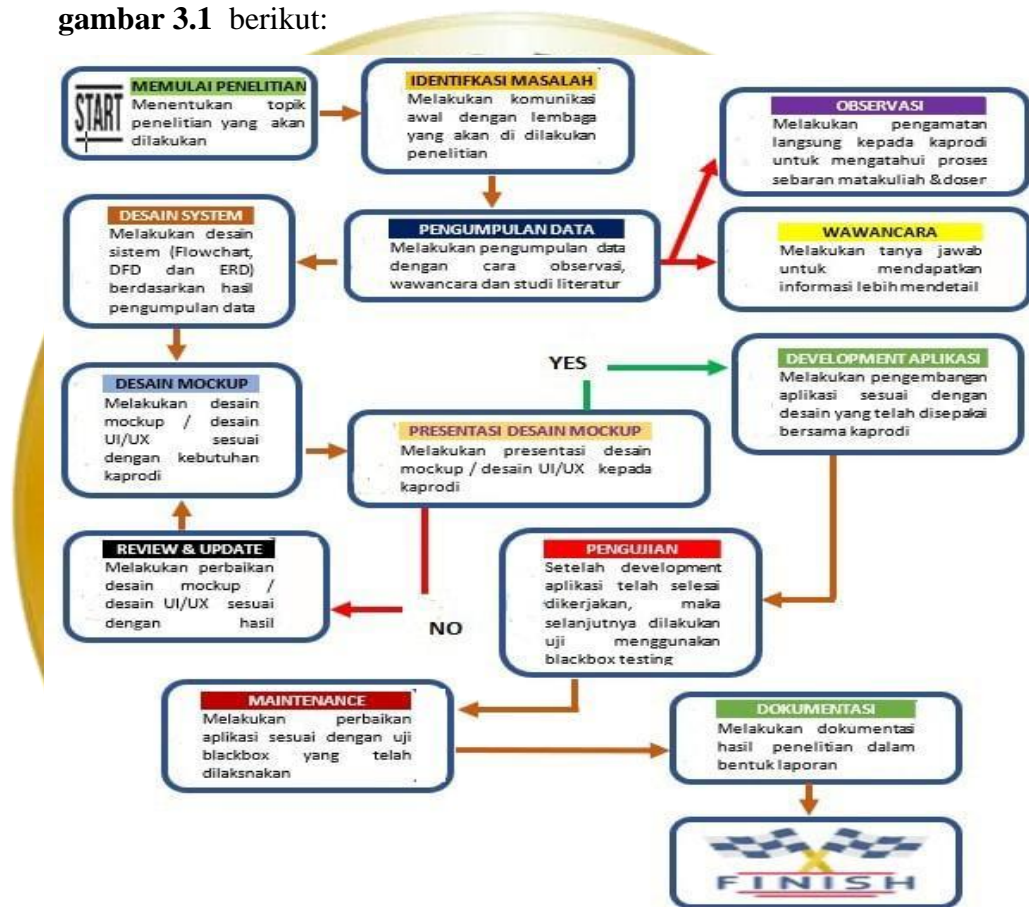 gambar 3.1 berikut:
START
MEMULAI PENELITIAN
Menentukan topik
penelitian yang akan
dilakukan
IDENTIFKASI MASALAH
Melakukan komunikasi
awal dengan lembaga
yang akan di dilakukan
penelitian
OBSERVASI
Melakukan pengamatan
langsung kepada kaprodi
untuk mengatahui proses
sebaran matakuliah & dosen
DESAIN SYSTEM
Melakukan desain
sistem (Flowchart,
DFD dan ERD)
berdasarkan hasil
pengumpulan data
PENGUMPULAN DATA
Melakukan pengumpulan data
dengan cara observasi,
wawancara dan studi literatur
WAWANCARA
Melakukan tanya jawab
untuk mendapatkan
informasi lebih mendetail
DESAIN MOCKUP
Melakukan desain
mockup / desain
UI/UX sesuai
dengan kebutuhan
kaprodi
PRESENTASI DESAIN MOCKUP
Melakukan presentasi desain
mockup / desain UI/UX kepada
kaprodi
YES
DEVELOPMENT APLIKASI
Melakukan pengembangan
aplikasi sesuai dengan
desain yang telah disepakai
bersama kaprodi
REVIEW & UPDATE
Melakukan perbaikan
desain mockup /
desain UI/UX sesuai
dengan hasil
NO
PENGUJIAN
Setelah development
aplikasi telah selesai
dikerjakan, maka
selanjutnya dilakukan
uji menggunakan
blackbox testing
MAINTENANCE
Melakukan perbaikan
aplikasi sesuai dengan uji
blackbox yang telah
dilaksnakan
DOKUMENTASI
Melakukan dokumentasi
hasil penelitian dalam
bentuk laporan
FINISH